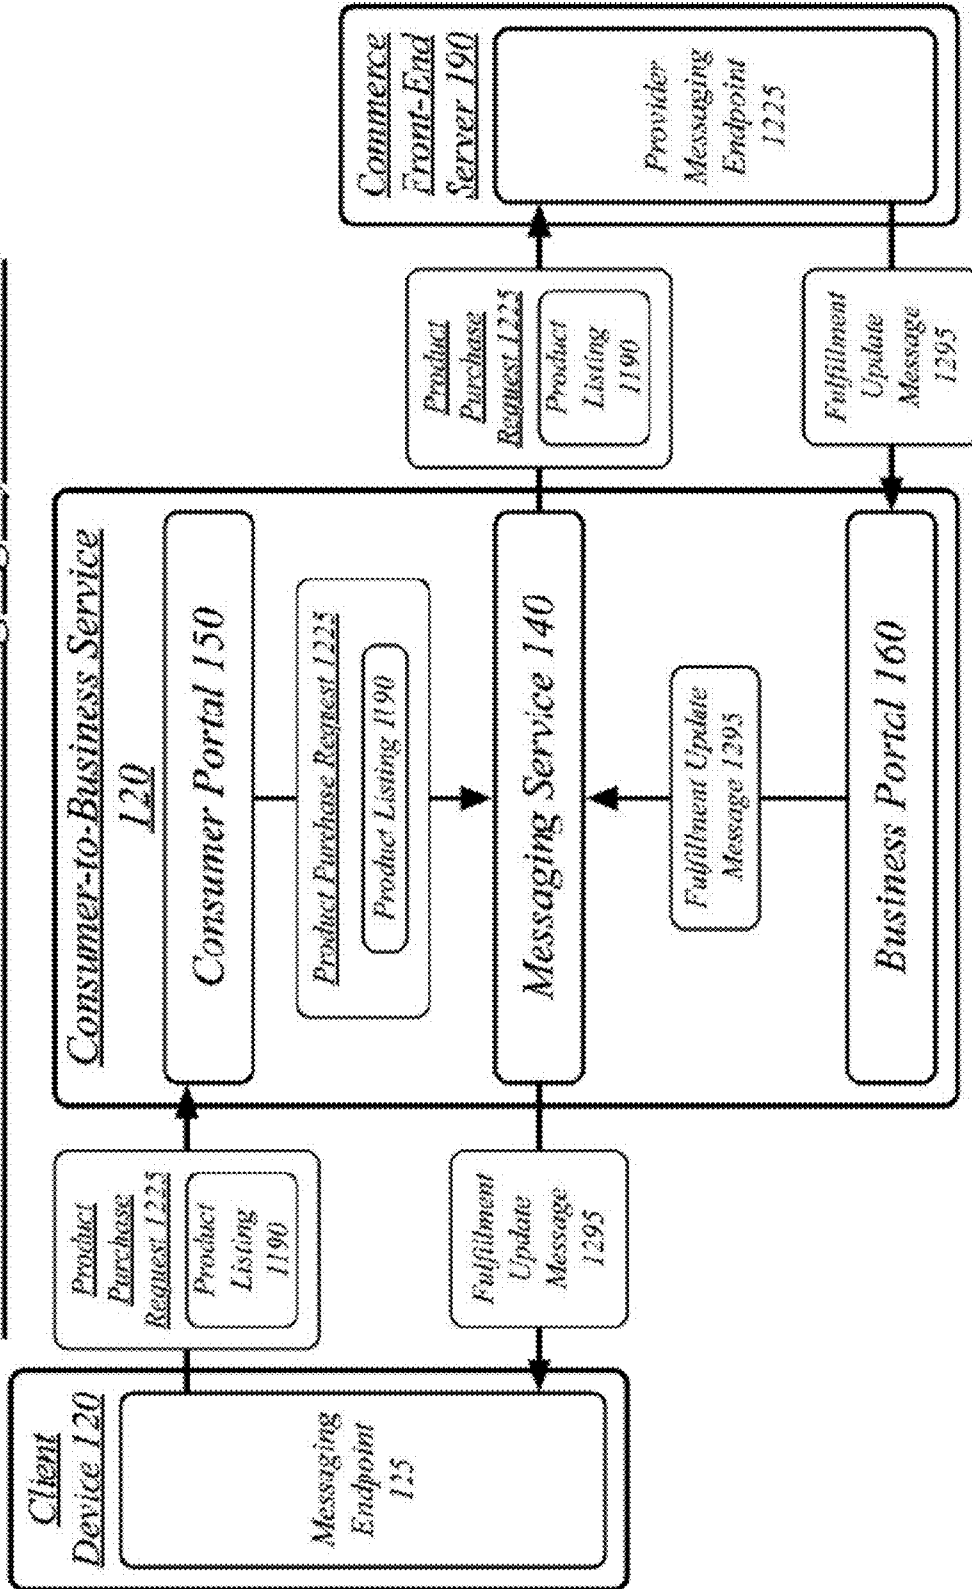 Client
Device 120
Messaging
Endpoint
125
Product
Purchase
Request 1225
Product
Listing
1190
Fulfillment
Update
Message
1295
Consumer-to-Business Service
120
Consumer Portal 150
Product Purchase Request 1225
Product Listing 1190
Messaging Service 140
Fulfillment Update
Message 1295
Business Portal 160
Product
Purchase
Request 1225
Product
Listing
1190
Fulfillment
Update
Message
1295
Commerce
Front-End
Server 190
Provider
Messaging
Endpoint
1225